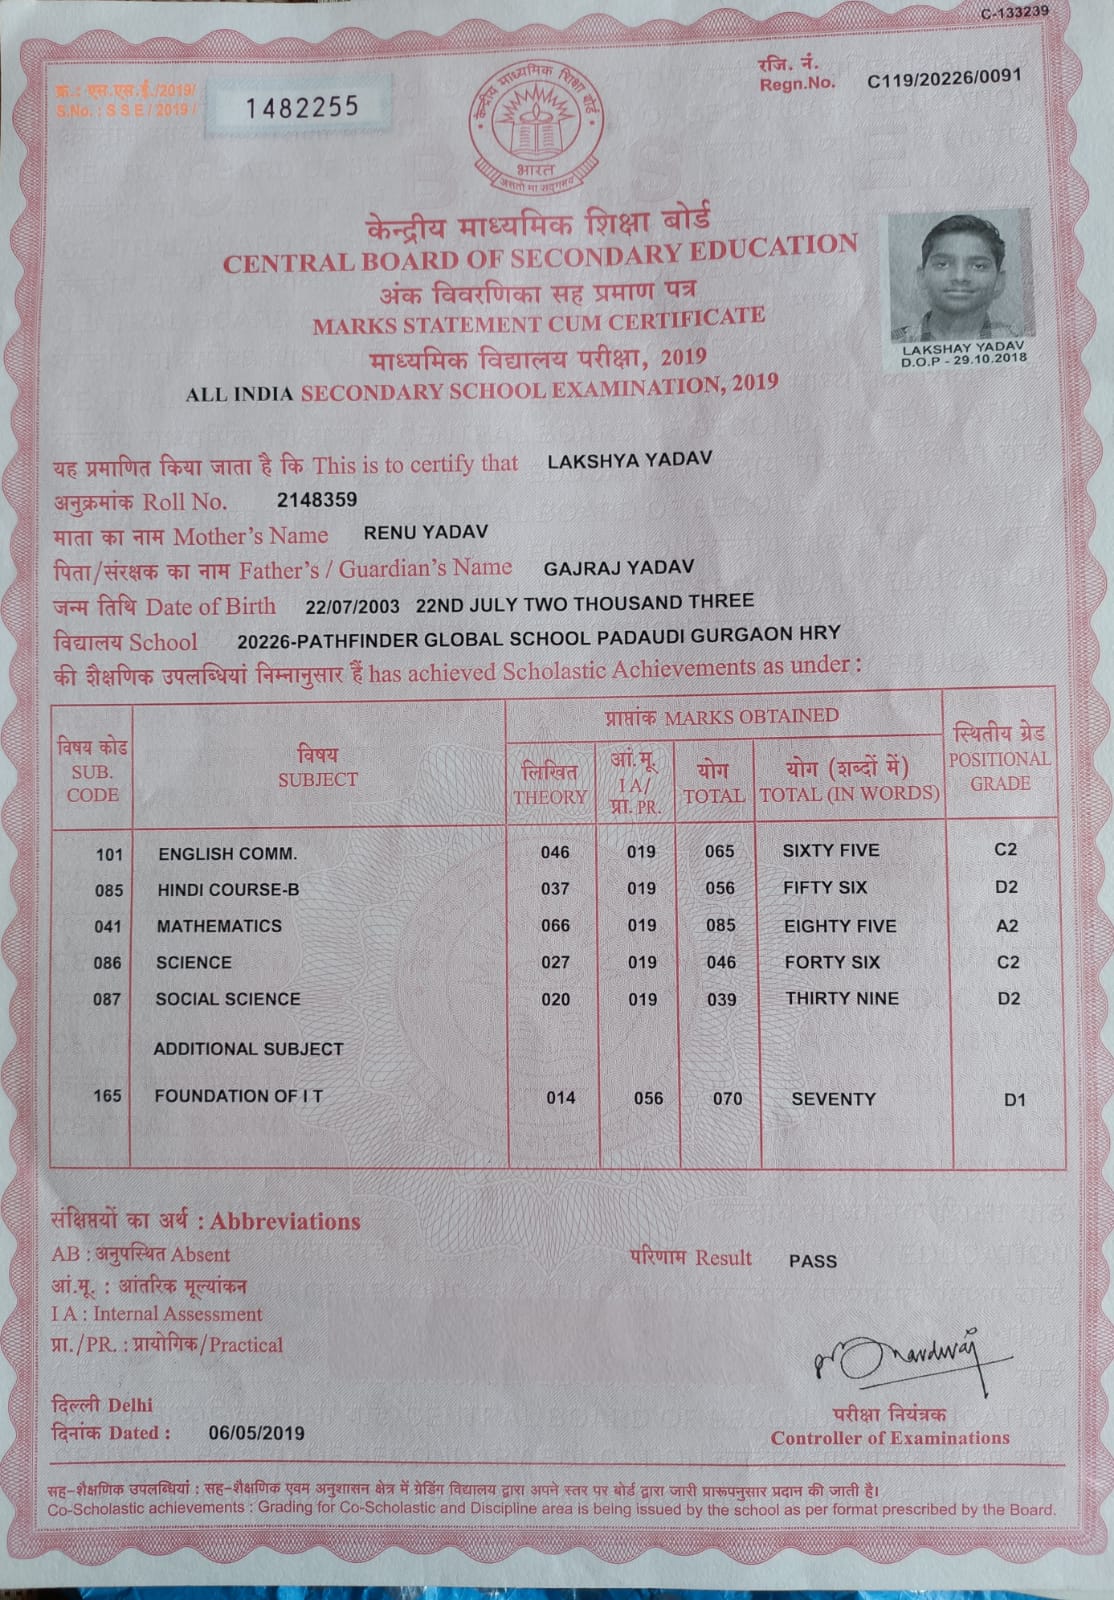 C-133239
क्र.: एस.एस.ई./2019/
S.No. : S S E / 2019 /
1482255
रजि. नं.
Regn.No. C119/20226/0091
केन्द्रीय माध्यमिक शिक्षा बोर्ड
भारत
असतो मा सद्गमय
केन्द्रीय माध्यमिक शिक्षा बोर्ड
CENTRAL BOARD OF SECONDARY EDUCATION
अंक विवरणिका सह प्रमाण पत्र
MARKS STATEMENT CUM CERTIFICATE
माध्यमिक विद्यालय परीक्षा, 2019
ALL INDIA SECONDARY SCHOOL EXAMINATION, 2019
LAKSHAY YADAV
D.O.P - 29.10.2018
यह प्रमाणित किया जाता है कि This is to certify that LAKSHYA YADAV
अनुक्रमांक Roll No. 2148359
माता का नाम Mother's Name RENU YADAV
पिता/संरक्षक का नाम Father's / Guardian's Name GAJRAJ YADAV
जन्म तिथि Date of Birth 22/07/2003 22ND JULY TWO THOUSAND THREE
विद्यालय School 20226-PATHFINDER GLOBAL SCHOOL PADAUDI GURGAON HRY
की शैक्षणिक उपलब्धियां निम्नानुसार हैं has achieved Scholastic Achievements as under :
विषय कोड
SUB.
CODE
विषय
SUBJECT
प्राप्तांक MARKS OBTAINED
लिखित
THEORY
आं.मू.
I A/
प्रा. PR.
योग
TOTAL
योग (शब्दों में)
TOTAL (IN WORDS)
स्थितीय ग्रेड
POSITIONAL
GRADE
101 ENGLISH COMM. 046 019 065 SIXTY FIVE C2
085 HINDI COURSE-B 037 019 056 FIFTY SIX D2
041 MATHEMATICS 066 019 085 EIGHTY FIVE A2
086 SCIENCE 027 019 046 FORTY SIX C2
087 SOCIAL SCIENCE 020 019 039 THIRTY NINE D2
ADDITIONAL SUBJECT
165 FOUNDATION OF I T 014 056 070 SEVENTY D1
संक्षिप्तयों का अर्थ : Abbreviations
AB : अनुपस्थित Absent
आं.मू. : आंतरिक मूल्यांकन
I A : Internal Assessment
प्रा./PR. : प्रायोगिक/Practical
परिणाम Result PASS
दिल्ली Delhi
दिनांक Dated : 06/05/2019
परीक्षा नियंत्रक
Controller of Examinations
सह-शैक्षणिक उपलब्धियां : सह-शैक्षणिक एवम अनुशासन क्षेत्र में ग्रेडिंग विद्यालय द्वारा अपने स्तर पर बोर्ड द्वारा जारी प्रारूपनुसार प्रदान की जाती है।
Co-Scholastic achievements : Grading for Co-Scholastic and Discipline area is being issued by the school as per format prescribed by the Board.